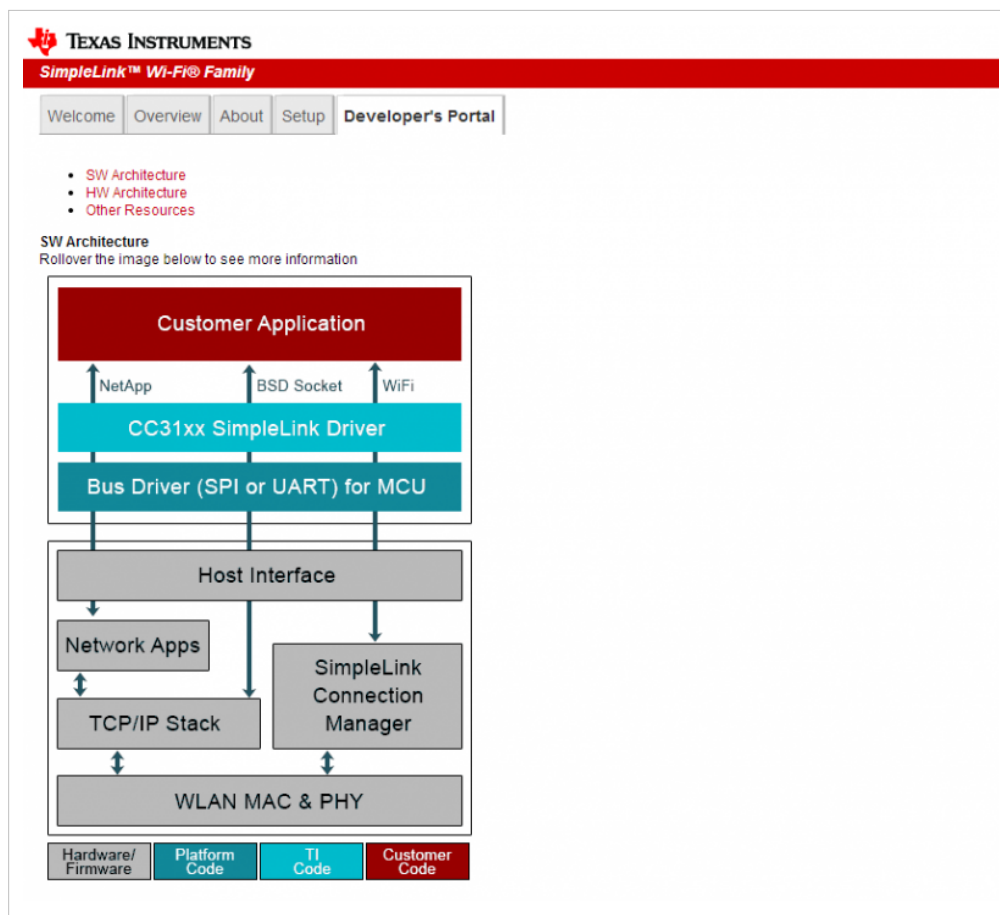 TEXAS INSTRUMENTS
SimpleLink™ Wi-Fi® Family
Welcome Overview About Setup Developer's Portal
• SW Architecture
• HW Architecture
• Other Resources
SW Architecture
Rollover the image below to see more information
Customer Application
NetApp BSD Socket WiFi
CC31xx SimpleLink Driver
Bus Driver (SPI or UART) for MCU
Host Interface
Network Apps
SimpleLink
Connection
Manager
TCP/IP Stack
WLAN MAC & PHY
Hardware/
Firmware
Platform
Code
TI
Code
Customer
Code